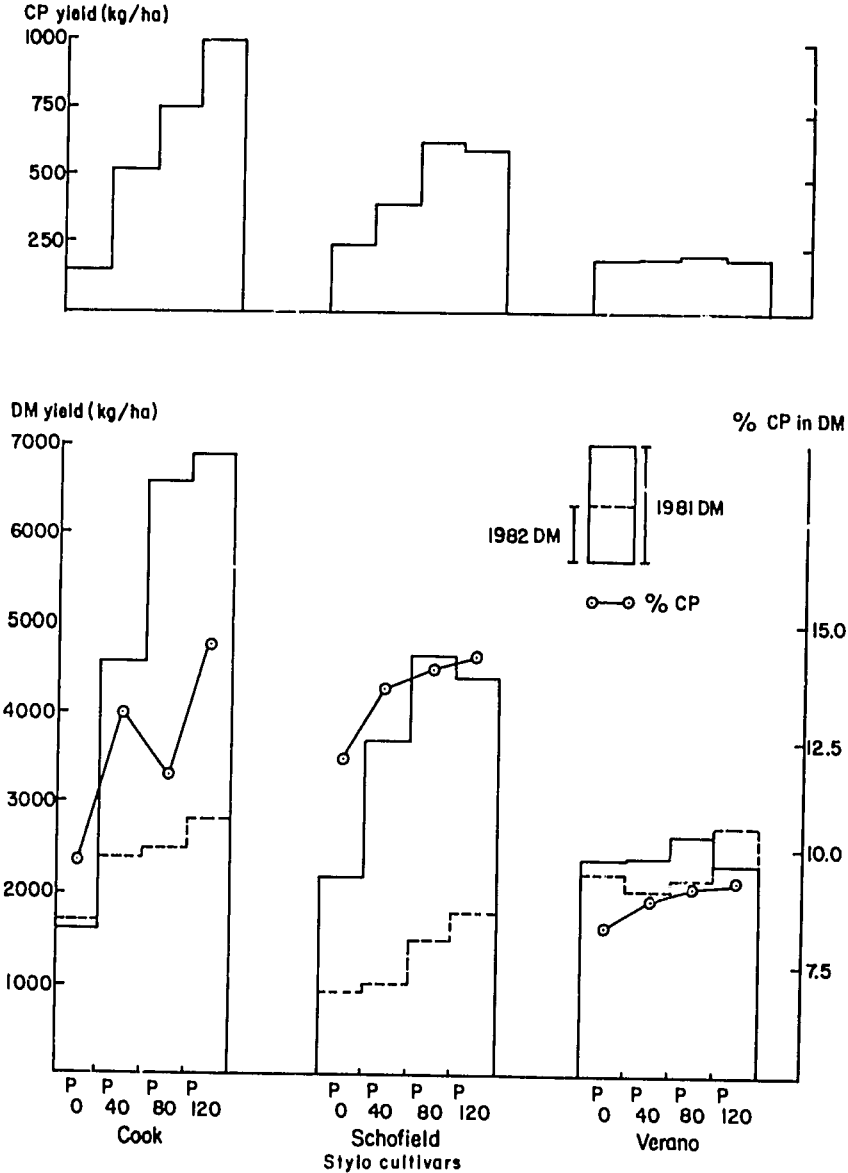 CP yield (kg/ha)
1000
750
500
250
DM yield (kg/ha)
% CP in DM
7000
6000
5000
4000
3000
2000
1000
1981 DM
1982 DM
% CP
15.0
12.5
10.0
7.5
P P P P P P P P P P P P
0 40 80 120 0 40 80 120 0 40 80 120
Cook Schofield Verano
Stylo cultivars